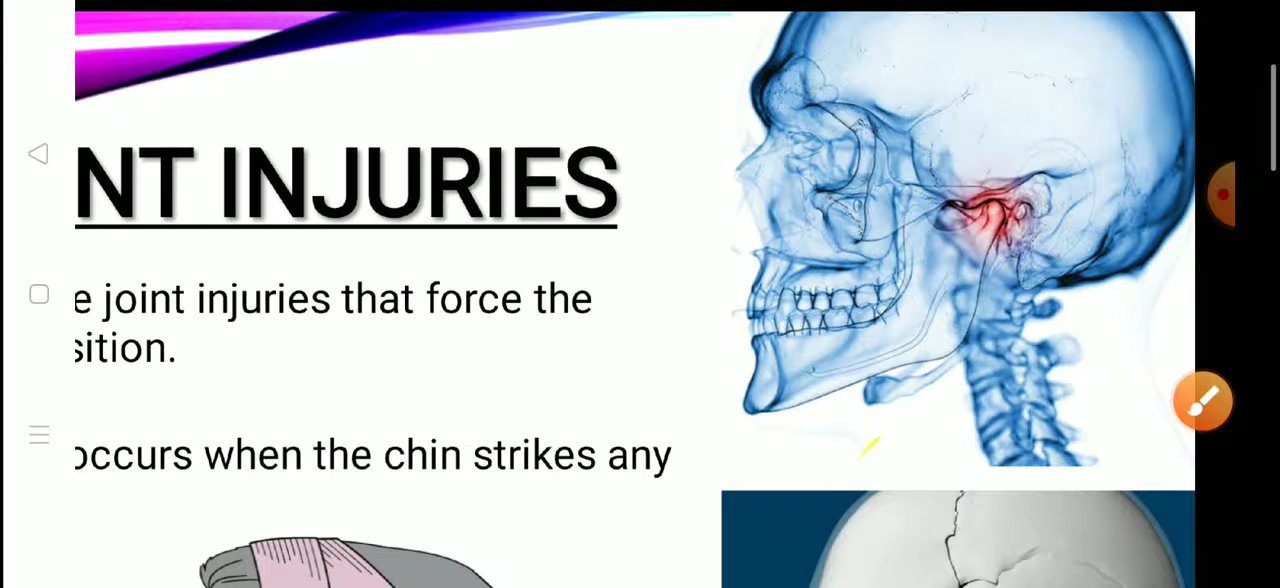 NT INJURIES
e joint injuries that force the
sition.
occurs when the chin strikes any